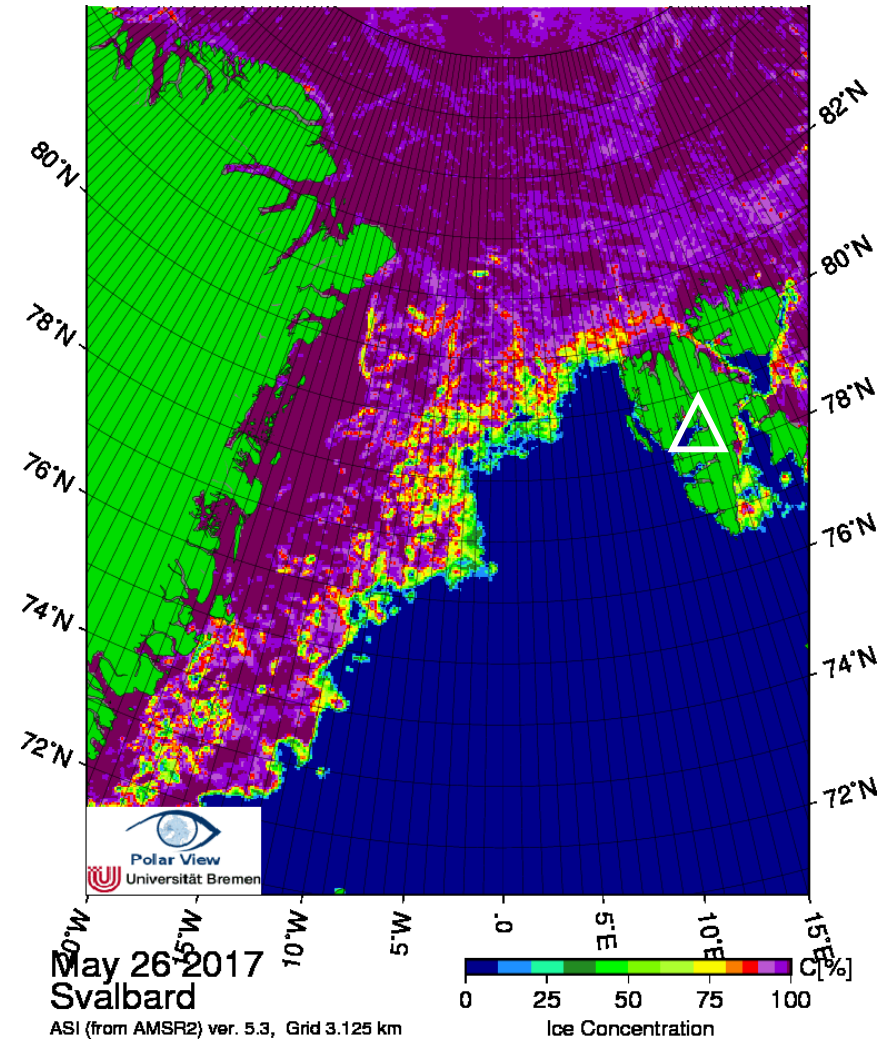 82°N
80°N
80°N
78°N
78°N
76°N
76°N
74°N
74°N
72°N
72°N
Polar View
Universität Bremen
20°W
15°W
10°W
5°W
0°
5°E
10°E
15°E
May 26 2017
Svalbard
ASI (from AMSR2) ver. 5.3, Grid 3.125 km
C[%]
0 25 50 75 100
Ice Concentration